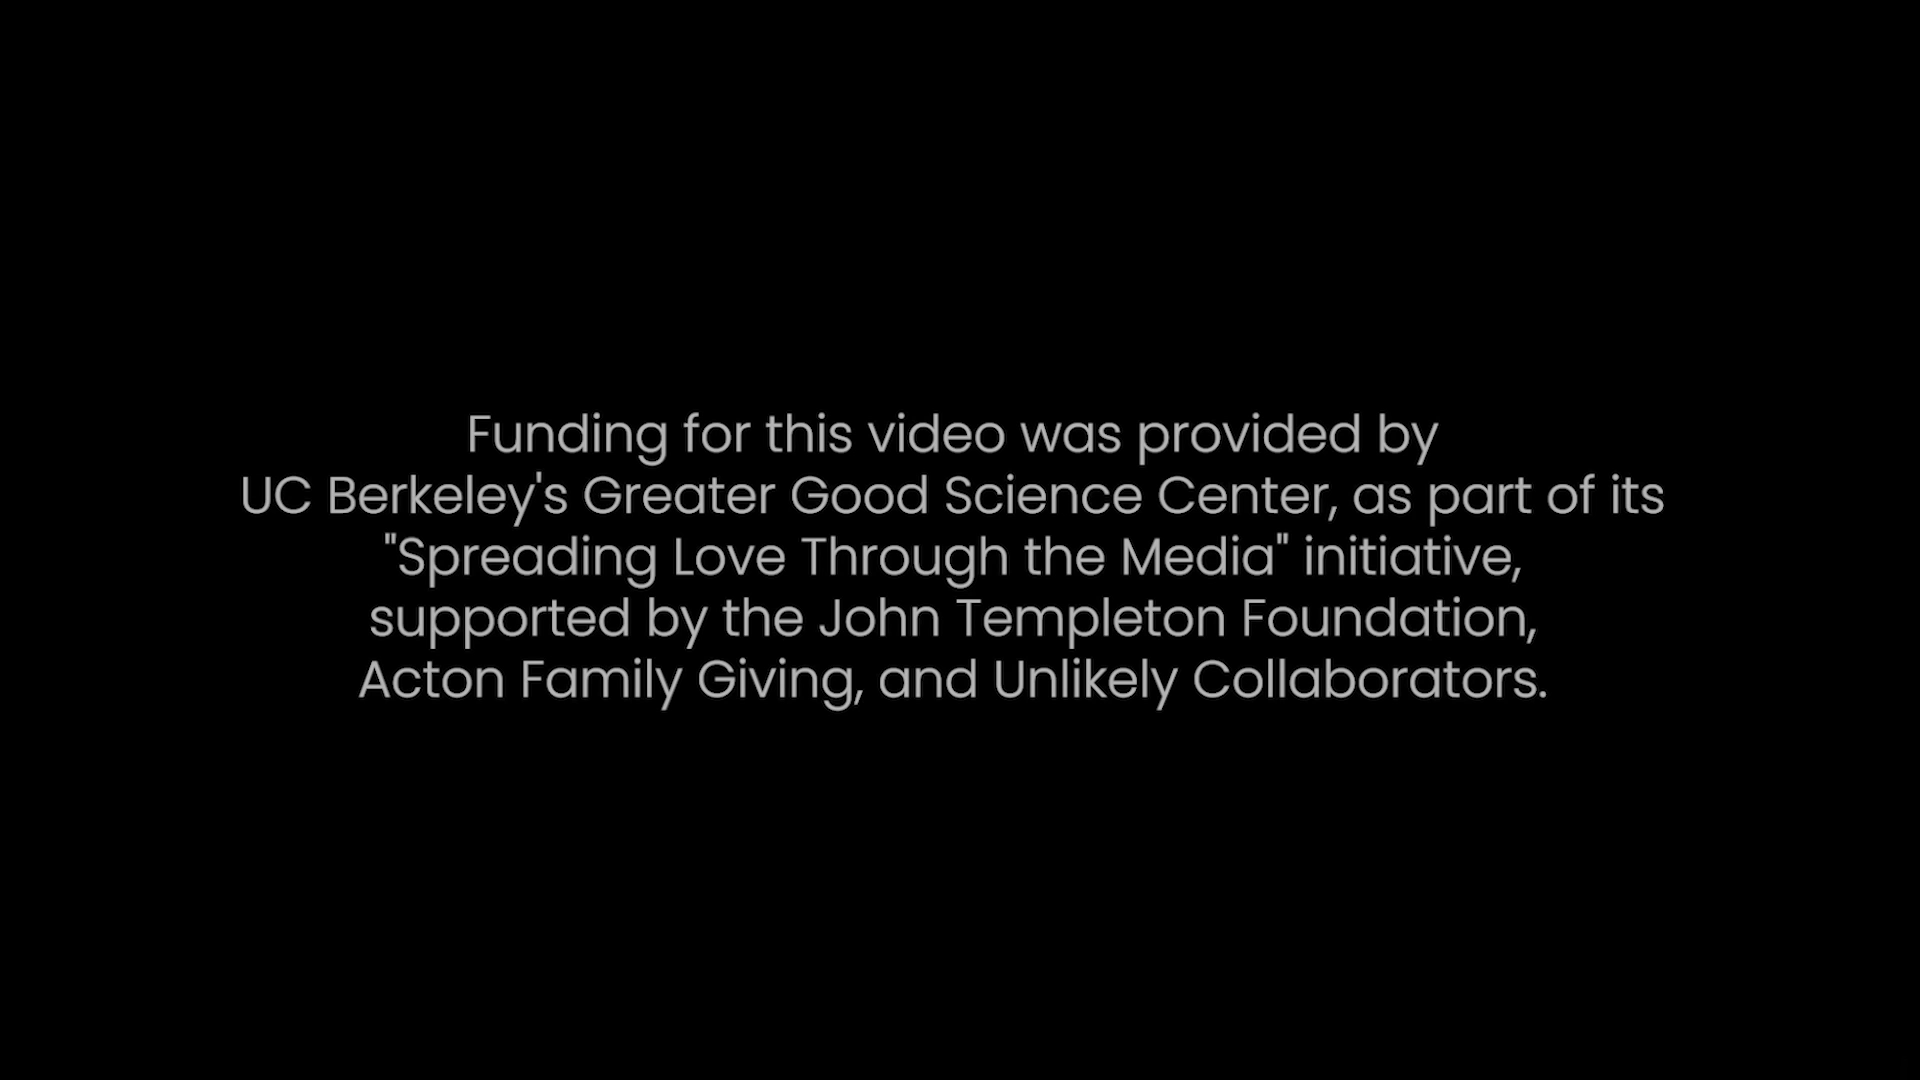 Funding for this video was provided by
UC Berkeley's Greater Good Science Center, as part of its
"Spreading Love Through the Media" initiative,
supported by the John Templeton Foundation,
Acton Family Giving, and Unlikely Collaborators.